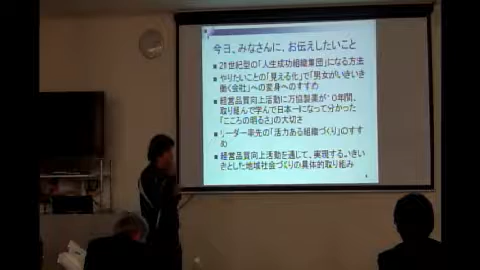 今日、みなさんに、お伝えしたいこと
■ 21世紀型の「人生成功組織集団」になる方法
■ やりたいことの「見える化」で「男女がいきいき
働く会社」への変身へのすすめ
■ 経営品質向上活動に万協製薬が10年間、
取り組んで学んで日本一になって分かった
「こころの明るさ」の大切さ
■ リーダー率先の「活力ある組織づくり」のすす
め
■ 経営品質向上活動を通じて、実現する、いきい
きとした地域社会づくりの具体的取り組み